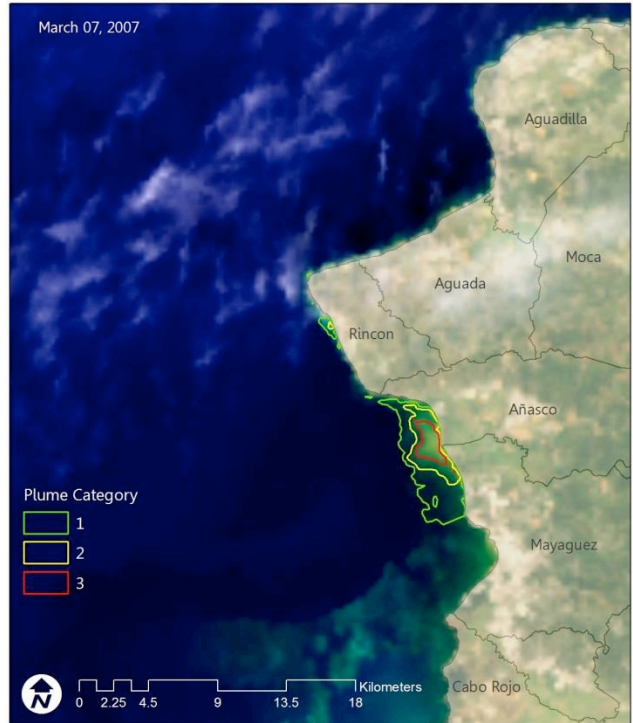 March 07, 2007
Aguadilla
Moca
Aguada
Rincon
Añasco
Plume Category
1
2
3
Mayaguez
Cabo Rojo
N
Kilometers
0 2.25 4.5 9 13.5 18